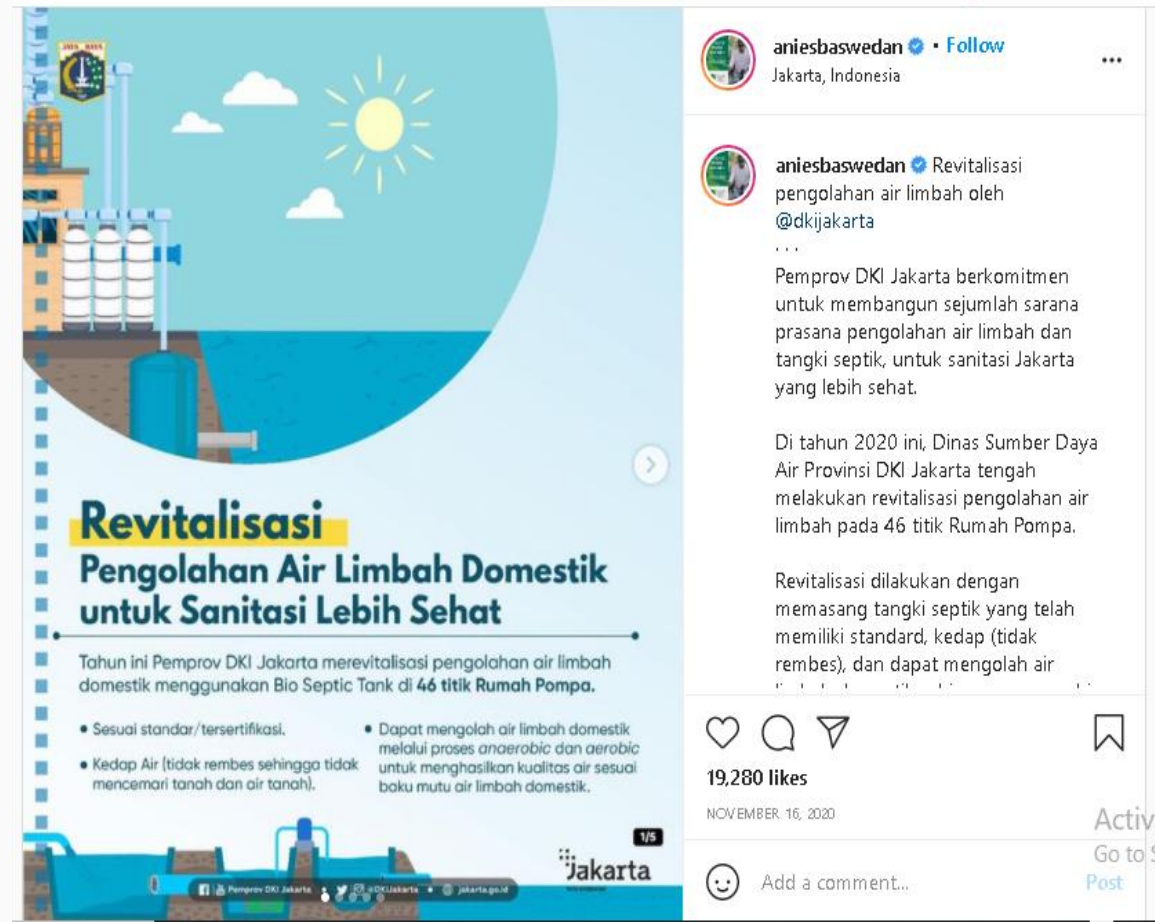 JAYA RAYA
Revitalisasi
Pengolahan Air Limbah Domestik
untuk Sanitasi Lebih Sehat
Tahun ini Pemprov DKI Jakarta merevitalisasi pengolahan air limbah
domestik menggunakan Bio Septic Tank di 46 titik Rumah Pompa.
• Sesuai standar/tersertifikasi.
• Kedap Air (tidak rembes sehingga tidak
mencemari tanah dan air tanah).
• Dapat mengolah air limbah domestik
melalui proses anaerobic dan aerobic
untuk menghasilkan kualitas air sesuai
baku mutu air limbah domestik.
1/5
Jakarta
Pemprov DKI Jakarta • @DKIJakarta • jakarta.go.id
aniesbaswedan • Follow
Jakarta, Indonesia
...
aniesbaswedan Revitalisasi
pengolahan air limbah oleh
@dkijakarta
...
Pemprov DKI Jakarta berkomitmen
untuk membangun sejumlah sarana
prasana pengolahan air limbah dan
tangki septik, untuk sanitasi Jakarta
yang lebih sehat.
Di tahun 2020 ini, Dinas Sumber Daya
Air Provinsi DKI Jakarta tengah
melakukan revitalisasi pengolahan air
limbah pada 46 titik Rumah Pompa.
Revitalisasi dilakukan dengan
memasang tangki septik yang telah
memiliki standard, kedap (tidak
rembes), dan dapat mengolah air
19,280 likes
NOVEMBER 16, 2020
Activ
Go to S
Add a comment...
Post